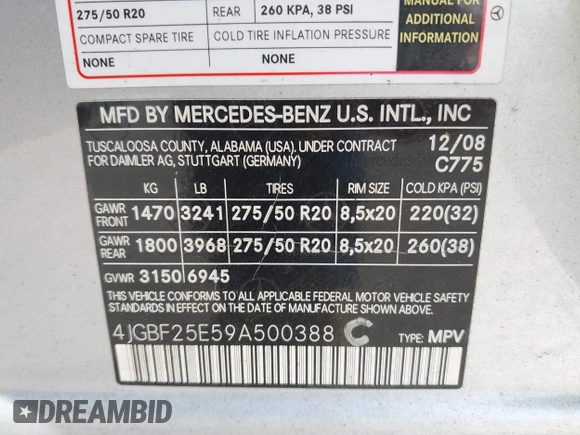 275/50 R20 REAR 260 KPA, 38 PSI
MANUAL FOR
ADDITIONAL
INFORMATION
COMPACT SPARE TIRE COLD TIRE INFLATION PRESSURE
NONE NONE
MFD BY MERCEDES-BENZ U.S. INTL., INC
TUSCALOOSA COUNTY, ALABAMA (USA). UNDER CONTRACT 12/08
FOR DAIMLER AG, STUTTGART (GERMANY) C775
KG LB TIRES RIM SIZE COLD KPA (PSI)
GAWR FRONT 1470 3241 275/50 R20 8,5x20 220(32)
GAWR REAR 1800 3968 275/50 R20 8,5x20 260(38)
GVWR 3150 6945
THIS VEHICLE CONFORMS TO ALL APPLICABLE FEDERAL MOTOR VEHICLE SAFETY
STANDARDS IN EFFECT ON THE DATE OF MANUFACTURE SHOWN ABOVE.
4JGBF25E59A500388 C TYPE: MPV
DREAMBID